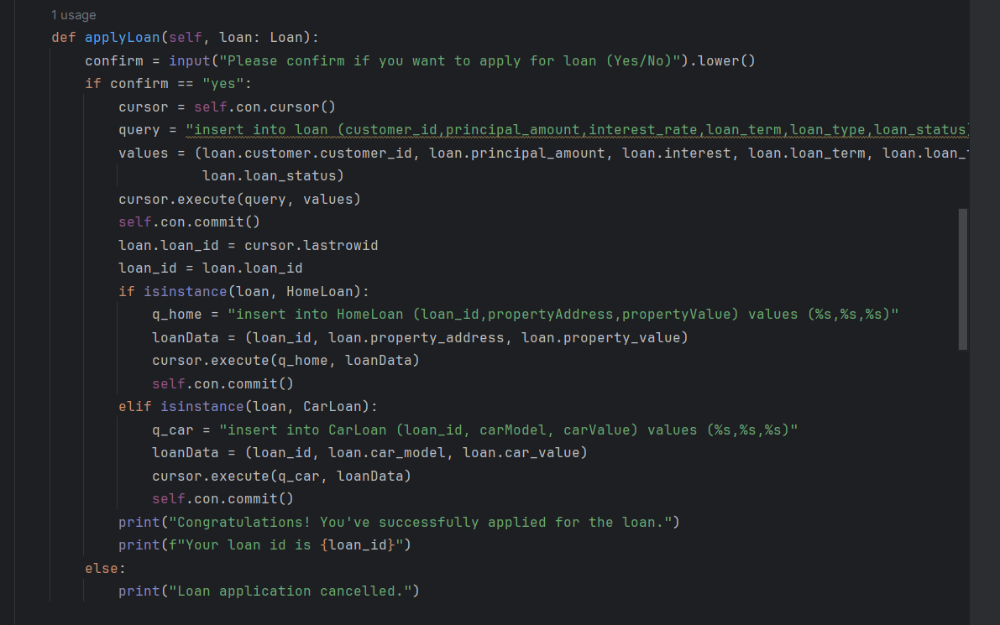 1 usage
def applyLoan(self, loan: Loan):
    confirm = input("Please confirm if you want to apply for loan (Yes/No)").lower()
    if confirm == "yes":
        cursor = self.con.cursor()
        query = "insert into loan (customer_id,principal_amount,interest_rate,loan_term,loan_type,loan_status)
        values = (loan.customer.customer_id, loan.principal_amount, loan.interest, loan.loan_term, loan.loan_
                  loan.loan_status)
        cursor.execute(query, values)
        self.con.commit()
        loan.loan_id = cursor.lastrowid
        loan_id = loan.loan_id
        if isinstance(loan, HomeLoan):
            q_home = "insert into HomeLoan (loan_id,propertyAddress,propertyValue) values (%s,%s,%s)"
            loanData = (loan_id, loan.property_address, loan.property_value)
            cursor.execute(q_home, loanData)
            self.con.commit()
        elif isinstance(loan, CarLoan):
            q_car = "insert into CarLoan (loan_id, carModel, carValue) values (%s,%s,%s)"
            loanData = (loan_id, loan.car_model, loan.car_value)
            cursor.execute(q_car, loanData)
            self.con.commit()
        print("Congratulations! You've successfully applied for the loan.")
        print(f"Your loan id is {loan_id}")
    else:
        print("Loan application cancelled.")